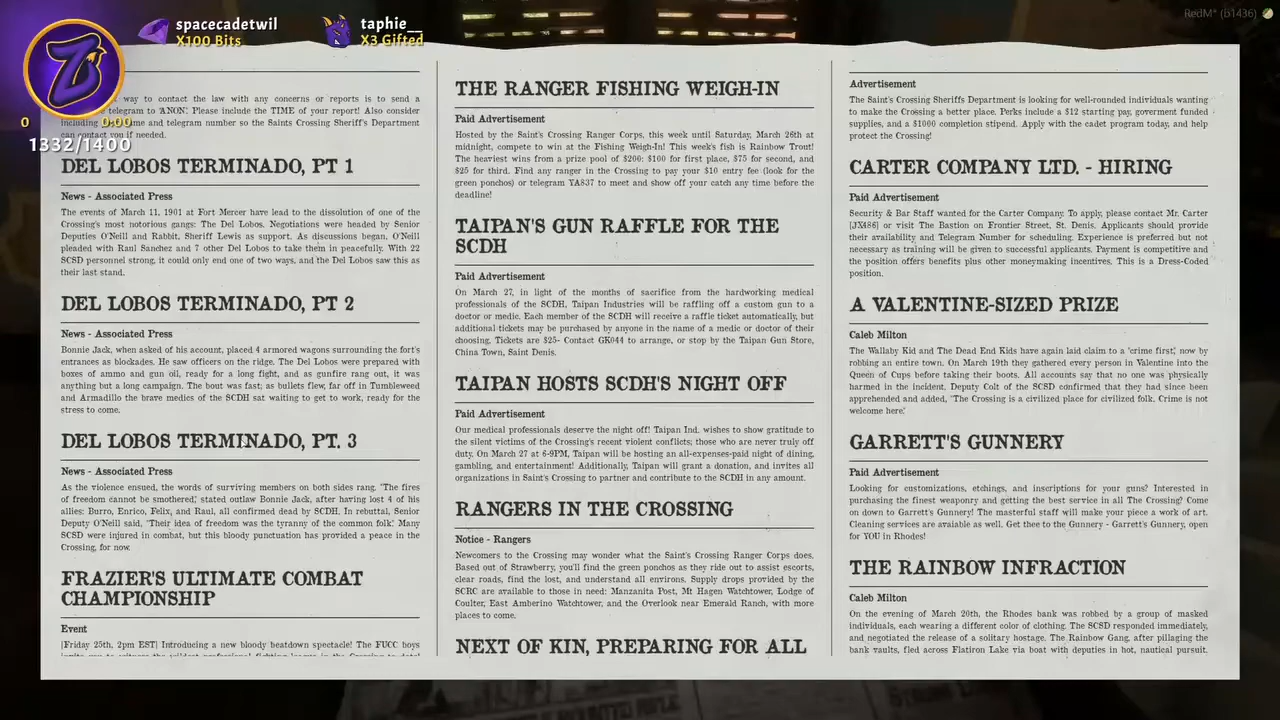 spacecadetwil
X100 Bits
taphie__
X3 Gifted
RedM® (b1436)
0
0:00
1332/1400
way to contact the law with any concerns or reports is to send a
telegram to 'ANON'. Please include the TIME of your report! Also consider
including me and telegram number so the Saints Crossing Sheriff's Department
can contact you if needed.
DEL LOBOS TERMINADO, PT 1
News - Associated Press
The events of March 11, 1901 at Fort Mercer have lead to the dissolution of one of the
Crossing's most notorious gangs: The Del Lobos. Negotiations were headed by Senior
Deputies O'Neill and Rabbit, Sheriff Lewis as support. As discussions began, O'Neill
pleaded with Raul Sanchez and 7 other Del Lobos to take them in peacefully. With 22
SCSD personnel strong, it could only end one of two ways, and the Del Lobos saw this as
their last stand.
DEL LOBOS TERMINADO, PT 2
News - Associated Press
Bonnie Jack, when asked of his account, placed 4 armored wagons surrounding the fort's
entrances as blockades. He saw officers on the ridge. The Del Lobos were prepared with
boxes of ammo and gun oil, ready for a long fight, and as gunfire rang out, it was
anything but a long campaign. The bout was fast; as bullets flew, far off in Tumbleweed
and Armadillo the brave medics of the SCDH sat waiting to get to work, ready for the
stress to come.
DEL LOBOS TERMINADO, PT. 3
News - Associated Press
As the violence ensued, the words of surviving members on both sides rang. 'The fires
of freedom cannot be smothered,' stated outlaw Bonnie Jack, after having lost 4 of his
allies: Burro, Enrico, Felix, and Raul, all confirmed dead by SCDH. In rebuttal, Senior
Deputy O'Neill said, 'Their idea of freedom was the tyranny of the common folk.' Many
SCSD were injured in combat, but this bloody punctuation has provided a peace in the
Crossing, for now.
FRAZIER'S ULTIMATE COMBAT
CHAMPIONSHIP
Event
[Friday 25th, 2pm EST] Introducing a new bloody beatdown spectacle! The FUCC boys
invite you to witness the wildest professional fighting league in the Crossing to date!
THE RANGER FISHING WEIGH-IN
Paid Advertisement
Hosted by the Saint's Crossing Ranger Corps, this week until Saturday, March 26th at
midnight, compete to win at the Fishing Weigh-In! This week's fish is Rainbow Trout!
The heaviest wins from a prize pool of $200: $100 for first place, $75 for second, and
$25 for third. Find any ranger in the Crossing to pay your $10 entry fee (look for the
green ponchos) or telegram YA837 to meet and show off your catch any time before the
deadline!
TAIPAN'S GUN RAFFLE FOR THE
SCDH
Paid Advertisement
On March 27, in light of the months of sacrifice from the hardworking medical
professionals of the SCDH, Taipan Industries will be raffling off a custom gun to a
doctor or medic. Each member of the SCDH will receive a raffle ticket automatically, but
additional tickets may be purchased by anyone in the name of a medic or doctor of their
choosing. Tickets are $25- Contact GK044 to arrange, or stop by the Taipan Gun Store,
China Town, Saint Denis.
TAIPAN HOSTS SCDH'S NIGHT OFF
Paid Advertisement
Our medical professionals deserve the night off! Taipan Ind. wishes to show gratitude to
the silent victims of the Crossing's recent violent conflicts; those who are never truly off
duty. On March 27 at 6-9PM, Taipan will be hosting an all-expenses-paid night of dining,
gambling, and entertainment! Additionally, Taipan will grant a donation, and invites all
organizations in Saint's Crossing to partner and contribute to the SCDH in any amount.
RANGERS IN THE CROSSING
Notice - Rangers
Newcomers to the Crossing may wonder what the Saint's Crossing Ranger Corps does.
Based out of Strawberry, you'll find the green ponchos as they ride out to assist escorts,
clear roads, find the lost, and understand all environs. Supply drops provided by the
SCRC are available to those in need: Manzanita Post, Mt Hagen Watchtower, Lodge of
Coulter, East Amberino Watchtower, and the Overlook near Emerald Ranch, with more
places to come.
NEXT OF KIN, PREPARING FOR ALL
Advertisement
The Saint's Crossing Sheriffs Department is looking for well-rounded individuals wanting
to make the Crossing a better place. Perks include a $12 starting pay, goverment funded
supplies, and a $1000 completion stipend. Apply with the cadet program today, and help
protect the Crossing!
CARTER COMPANY LTD. - HIRING
Paid Advertisement
Security & Bar Staff wanted for the Carter Company. To apply, please contact Mr. Carter
[JX486] or visit The Bastion on Frontier Street, St. Denis. Applicants should provide
their availability and Telegram Number for scheduling. Experience is preferred but not
necessary as training will be given to successful applicants. Payment is competitive and
the position offers benefits plus other moneymaking incentives. This is a Dress-Coded
position.
A VALENTINE-SIZED PRIZE
Caleb Milton
The Wallaby Kid and The Dead End Kids have again laid claim to a 'crime first,' now by
robbing an entire town. On March 19th they gathered every person in Valentine into the
Queen of Cups before taking their boots. All accounts say that no one was physically
harmed in the incident. Deputy Colt of the SCSD confirmed that they had since been
apprehended and added, 'The Crossing is a civilized place for civilized folk. Crime is not
welcome here.'
GARRETT'S GUNNERY
Paid Advertisement
Looking for customizations, etchings, and inscriptions for your guns? Interested in
purchasing the finest weaponry and getting the best service in all The Crossing? Come
on down to Garrett's Gunnery! The masterful staff will make your piece a work of art.
Cleaning services are avaiable as well. Get thee to the Gunnery - Garrett's Gunnery, open
for YOU in Rhodes!
THE RAINBOW INFRACTION
Caleb Milton
On the evening of March 20th, the Rhodes bank was robbed by a group of masked
individuals, each wearing a different color of clothing. The SCSD responded immediately,
and negotiated the release of a solitary hostage. The Rainbow Gang, after pillaging the
bank vaults, fled across Flatiron Lake via boat with deputies in hot, nautical pursuit.